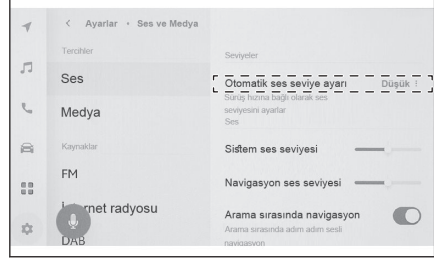 Ayarlar • Ses ve Medya
Tercihler
Ses
Medya
Kaynaklar
FM
rnet radyosu
DAB
Seviyeler
Otomatik ses seviye ayarı
Düşük
Sürüş hızına bağlı olarak ses
seviyesini ayarlar
Ses
Sistem ses seviyesi
Navigasyon ses seviyesi
Arama sırasında navigasyon
Arama sırasında adım adım sesli
navigasyon